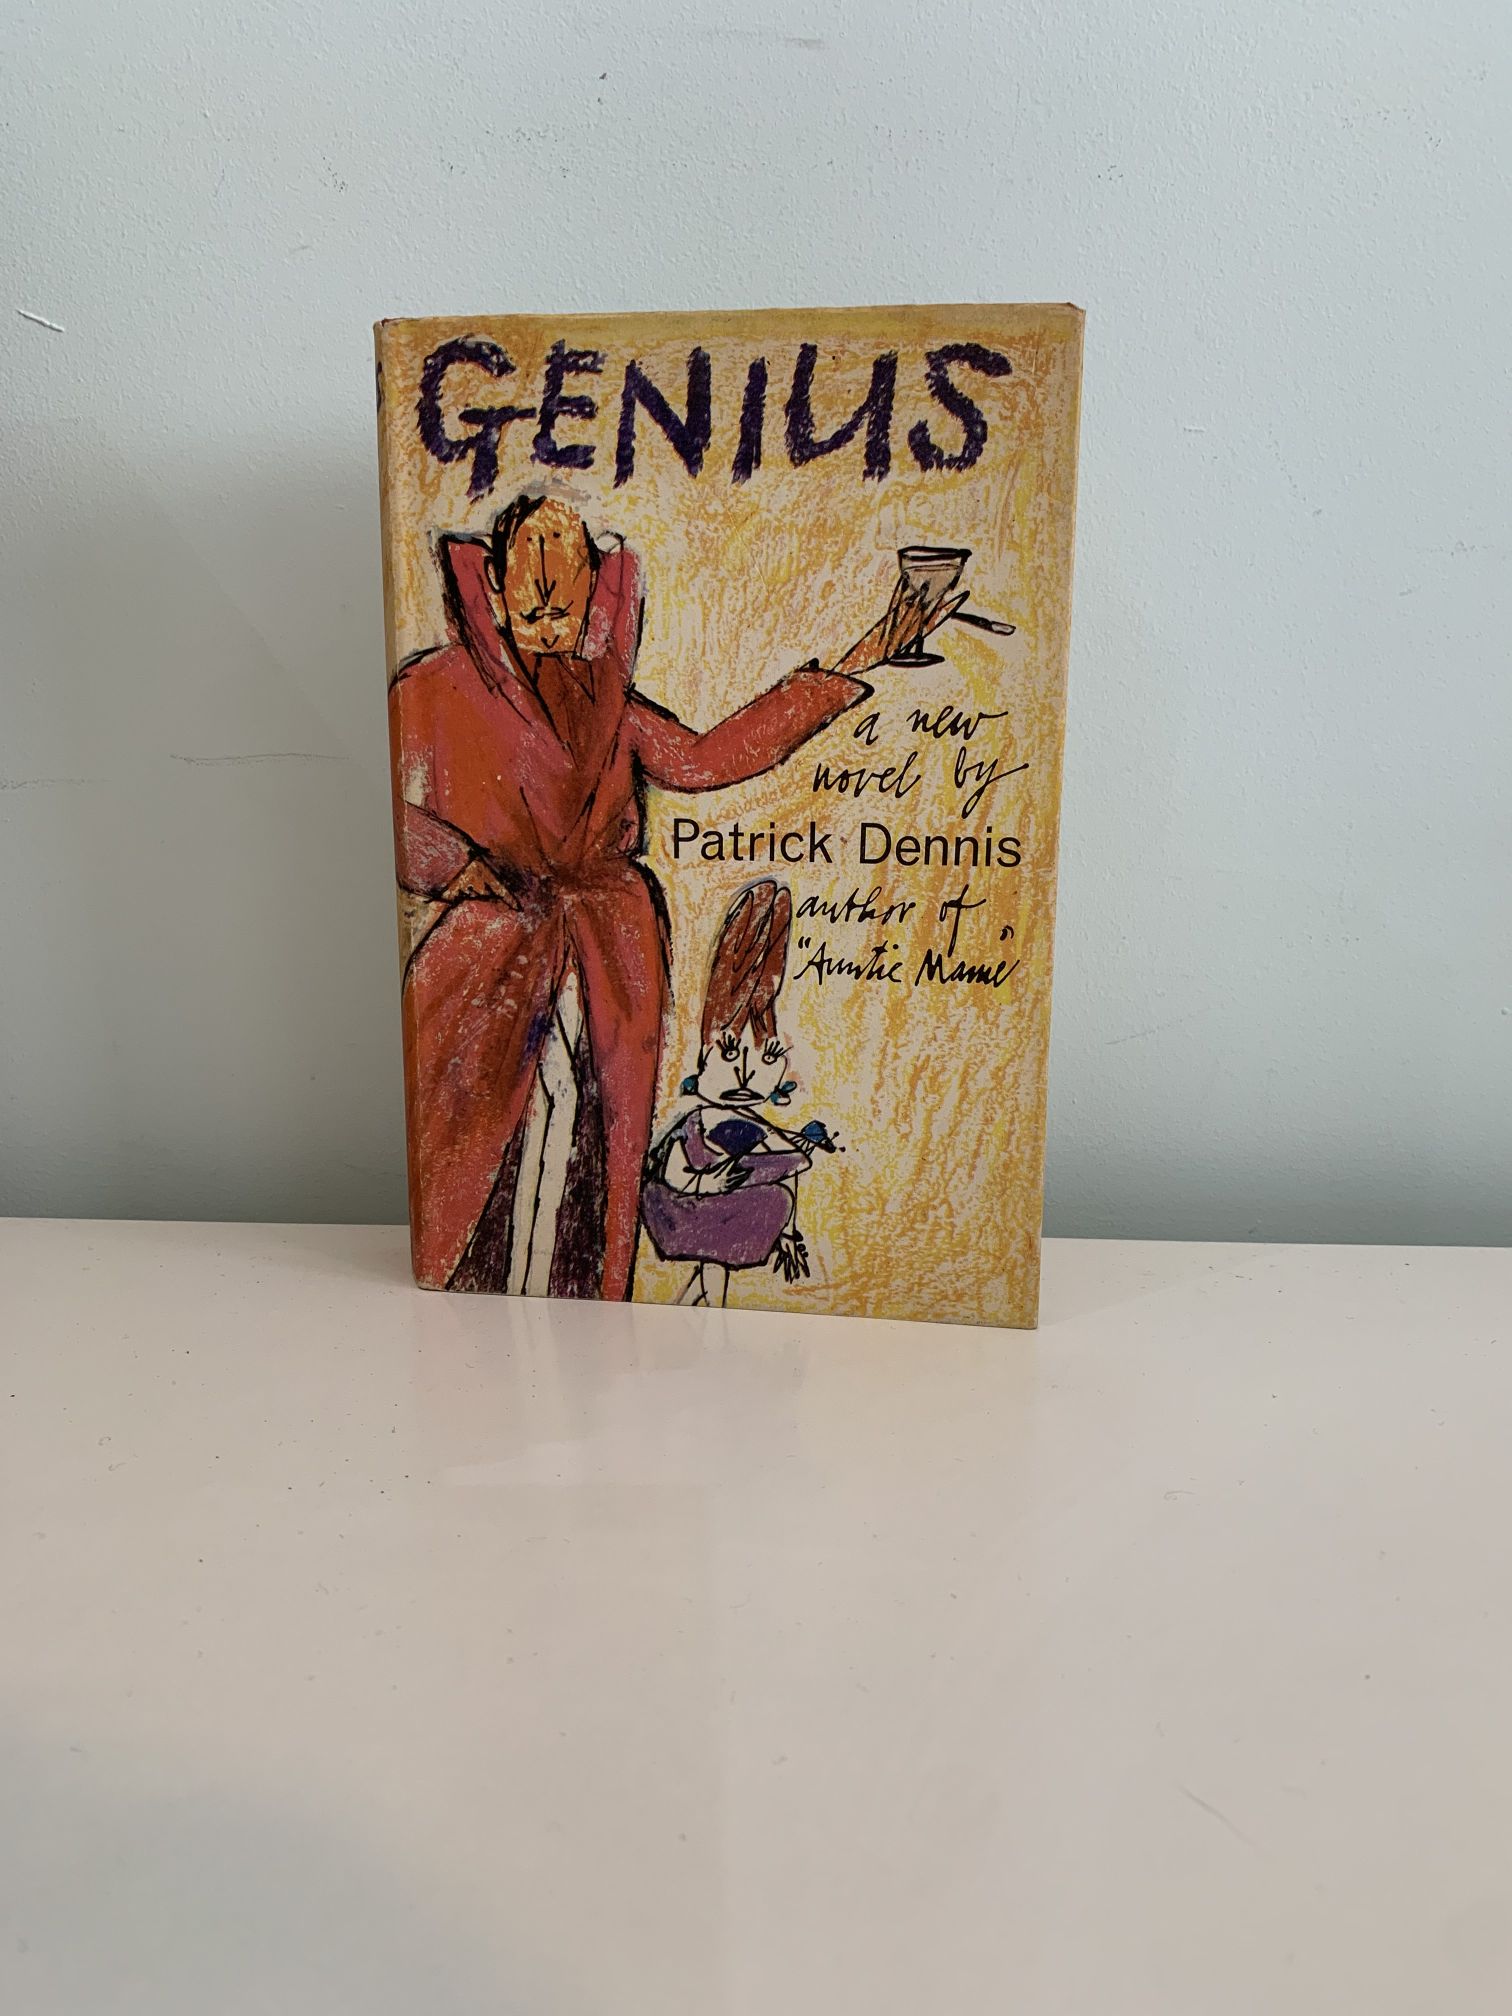 GENIUS
a new
novel by
Patrick Dennis
author of
"Auntie Mame"